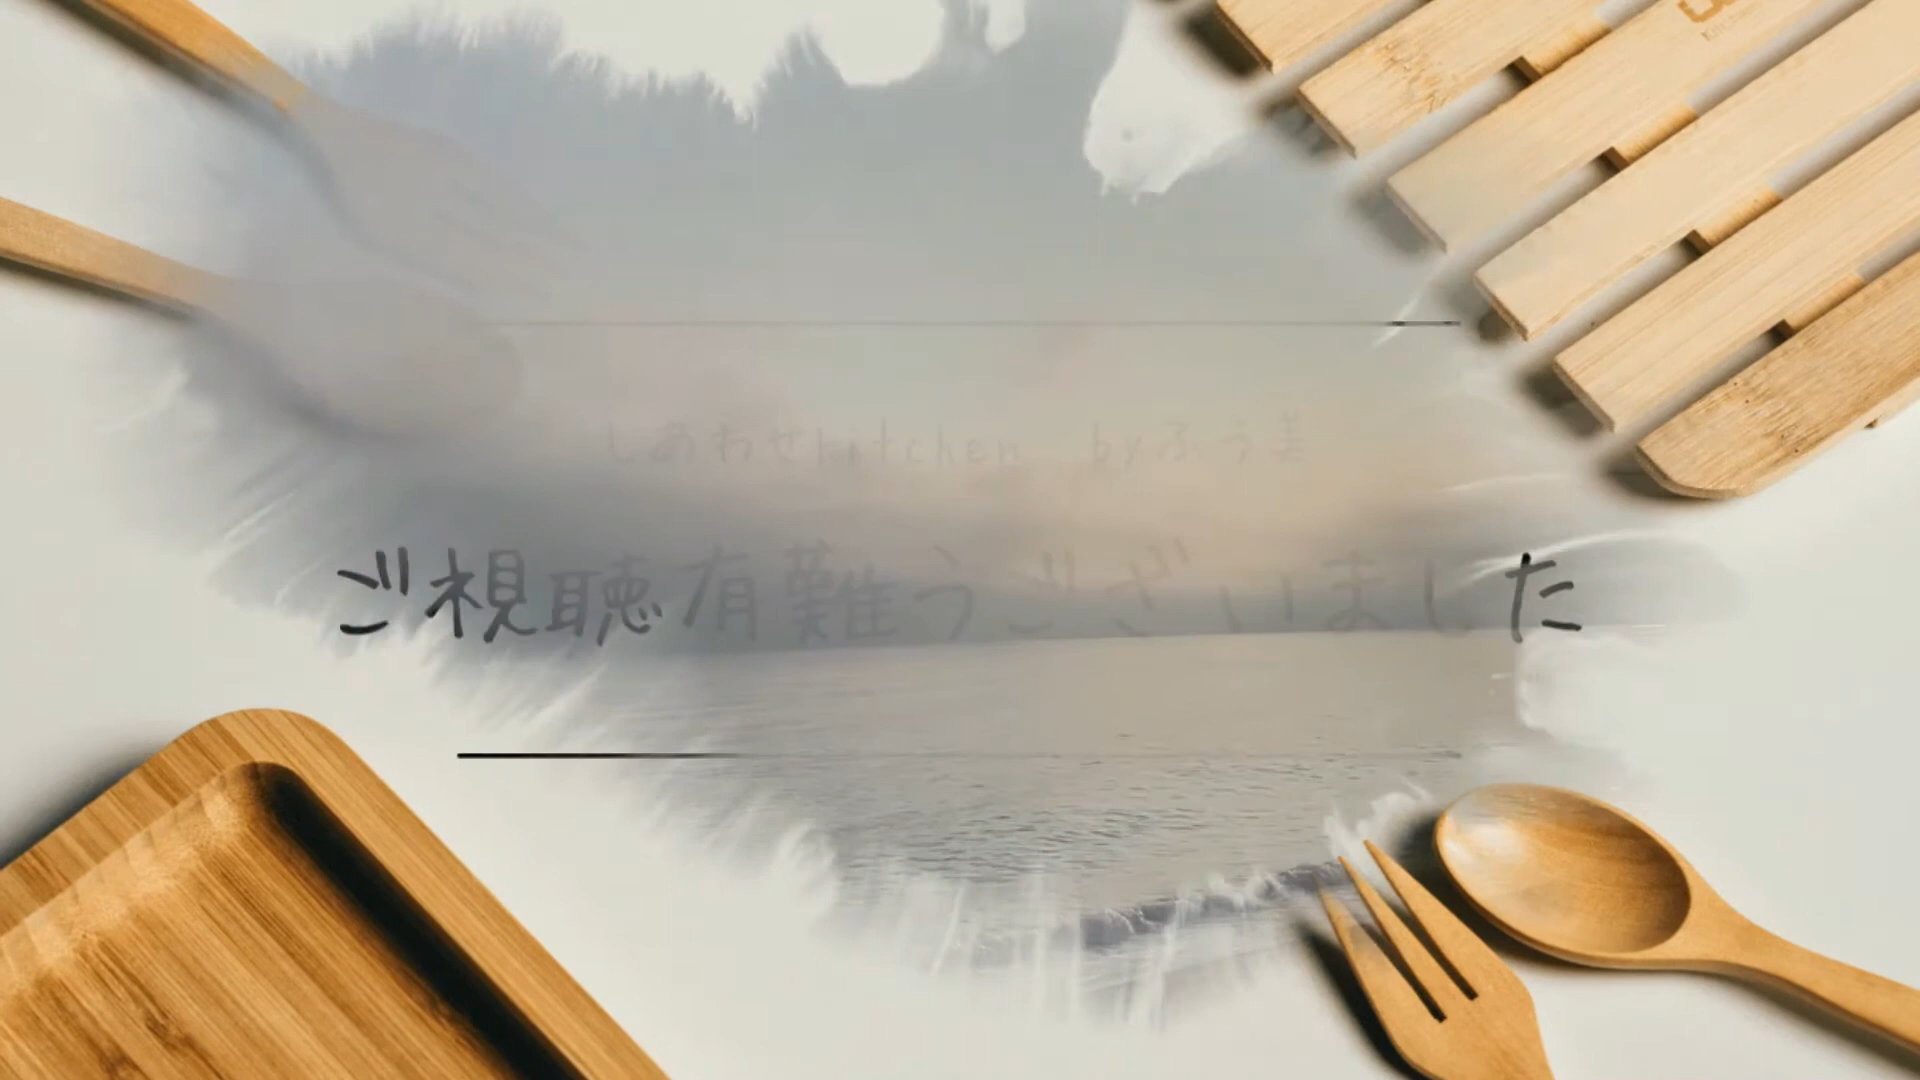 しあわせkitchen　byふう美
ご視聴有難うございました